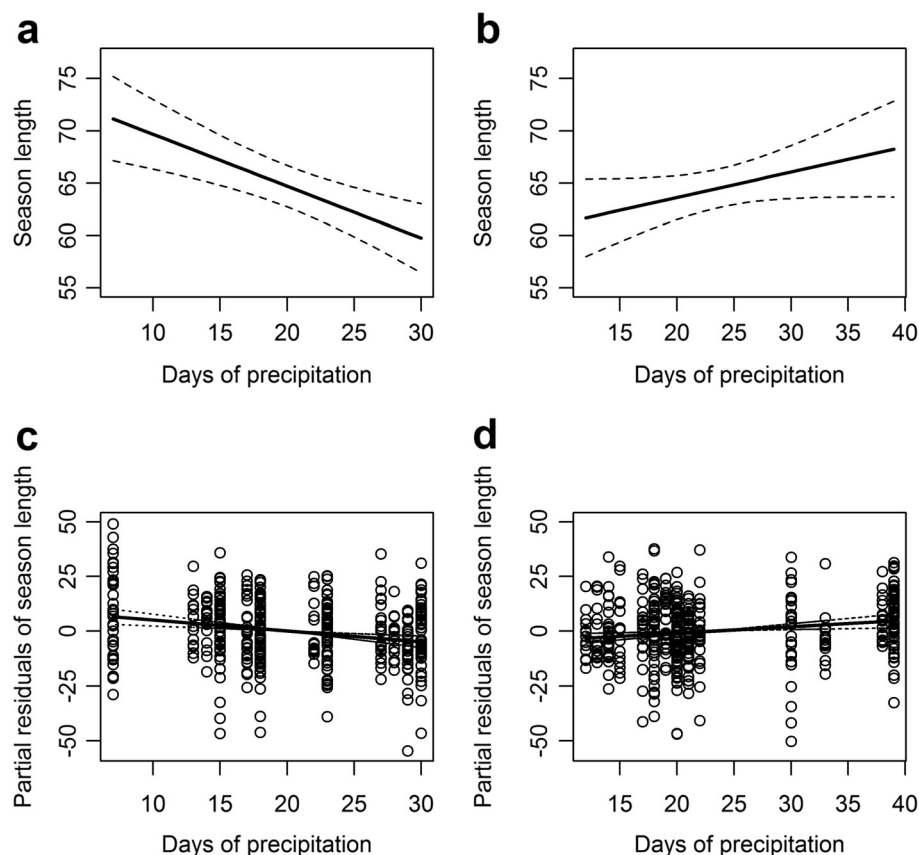 a
Season length
75
70
65
60
55
10 15 20 25 30
Days of precipitation
b
Season length
75
70
65
60
55
15 20 25 30 35 40
Days of precipitation
c
Partial residuals of season length
50
25
0
-25
-50
10 15 20 25 30
Days of precipitation
d
Partial residuals of season length
50
25
0
-25
-50
15 20 25 30 35 40
Days of precipitation